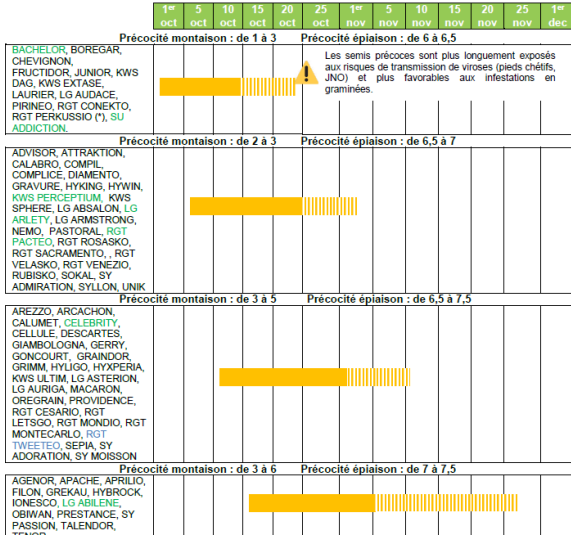 1er oct 5 oct 10 oct 15 oct 20 oct 25 oct 1er nov 5 nov 10 nov 15 nov 20 nov 25 nov 1er dec
Précocité montaison : de 1 à 3 Précocité épiaison : de 6 à 6,5
BACHELOR, BOREGAR,
CHEVIGNON,
FRUCTIDOR, JUNIOR, KWS
DAG, KWS EXTASE,
LAURIER, LG AUDACE,
PIRINEO, RGT CONEKTO,
RGT PERKUSSIO (*), SU
ADDICTION.
Les semis précoces sont plus longuement exposés
aux risques de transmission de viroses (pieds chétifs,
JNO) et plus favorables aux infestations en
graminées.
Précocité montaison : de 2 à 3 Précocité épiaison : de 6,5 à 7
ADVISOR, ATTRAKTION,
CALABRO, COMPIL,
COMPLICE, DIAMENTO,
GRAVURE, HYKING, HYWIN,
KWS PERCEPTIUM, KWS
SPHERE, LG ABSALON, LG
ARLETY, LG ARMSTRONG,
NEMO, PASTORAL, RGT
PACTEO, RGT ROSASKO,
RGT SACRAMENTO, , RGT
VELASKO, RGT VENEZIO,
RUBISKO, SOKAL, SY
ADMIRATION, SYLLON, UNIK
Précocité montaison : de 3 à 5 Précocité épiaison : de 6,5 à 7,5
AREZZO, ARCACHON,
CALUMET, CELEBRITY,
CELLULE, DESCARTES,
GIAMBOLOGNA, GERRY,
GONCOURT, GRAINDOR,
GRIMM, HYLIGO, HYXPERIA,
KWS ULTIM, LG ASTERION,
LG AURIGA, MACARON,
OREGRAIN, PROVIDENCE,
RGT CESARIO, RGT
LETSGO, RGT MONDIO, RGT
MONTECARLO, RGT
TWEETEO, SEPIA, SY
ADORATION, SY MOISSON
Précocité montaison : de 3 à 6 Précocité épiaison : de 7 à 7,5
AGENOR, APACHE, APRILIO,
FILON, GREKAU, HYBROCK,
IONESCO, LG ABILENE,
OBIWAN, PRESTANCE, SY
PASSION, TALENDOR,